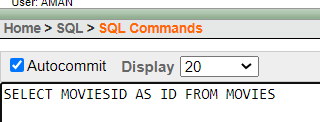 User: AMAN
Home > SQL > SQL Commands
Autocommit Display 20
SELECT MOVIESID AS ID FROM MOVIES